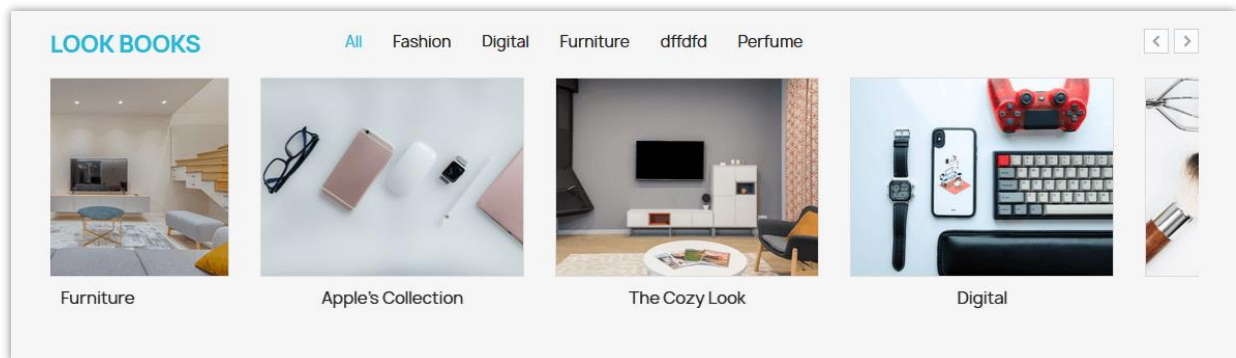 LOOK BOOKS
All Fashion Digital Furniture dffdfd Perfume
Furniture Apple's Collection The Cozy Look Digital